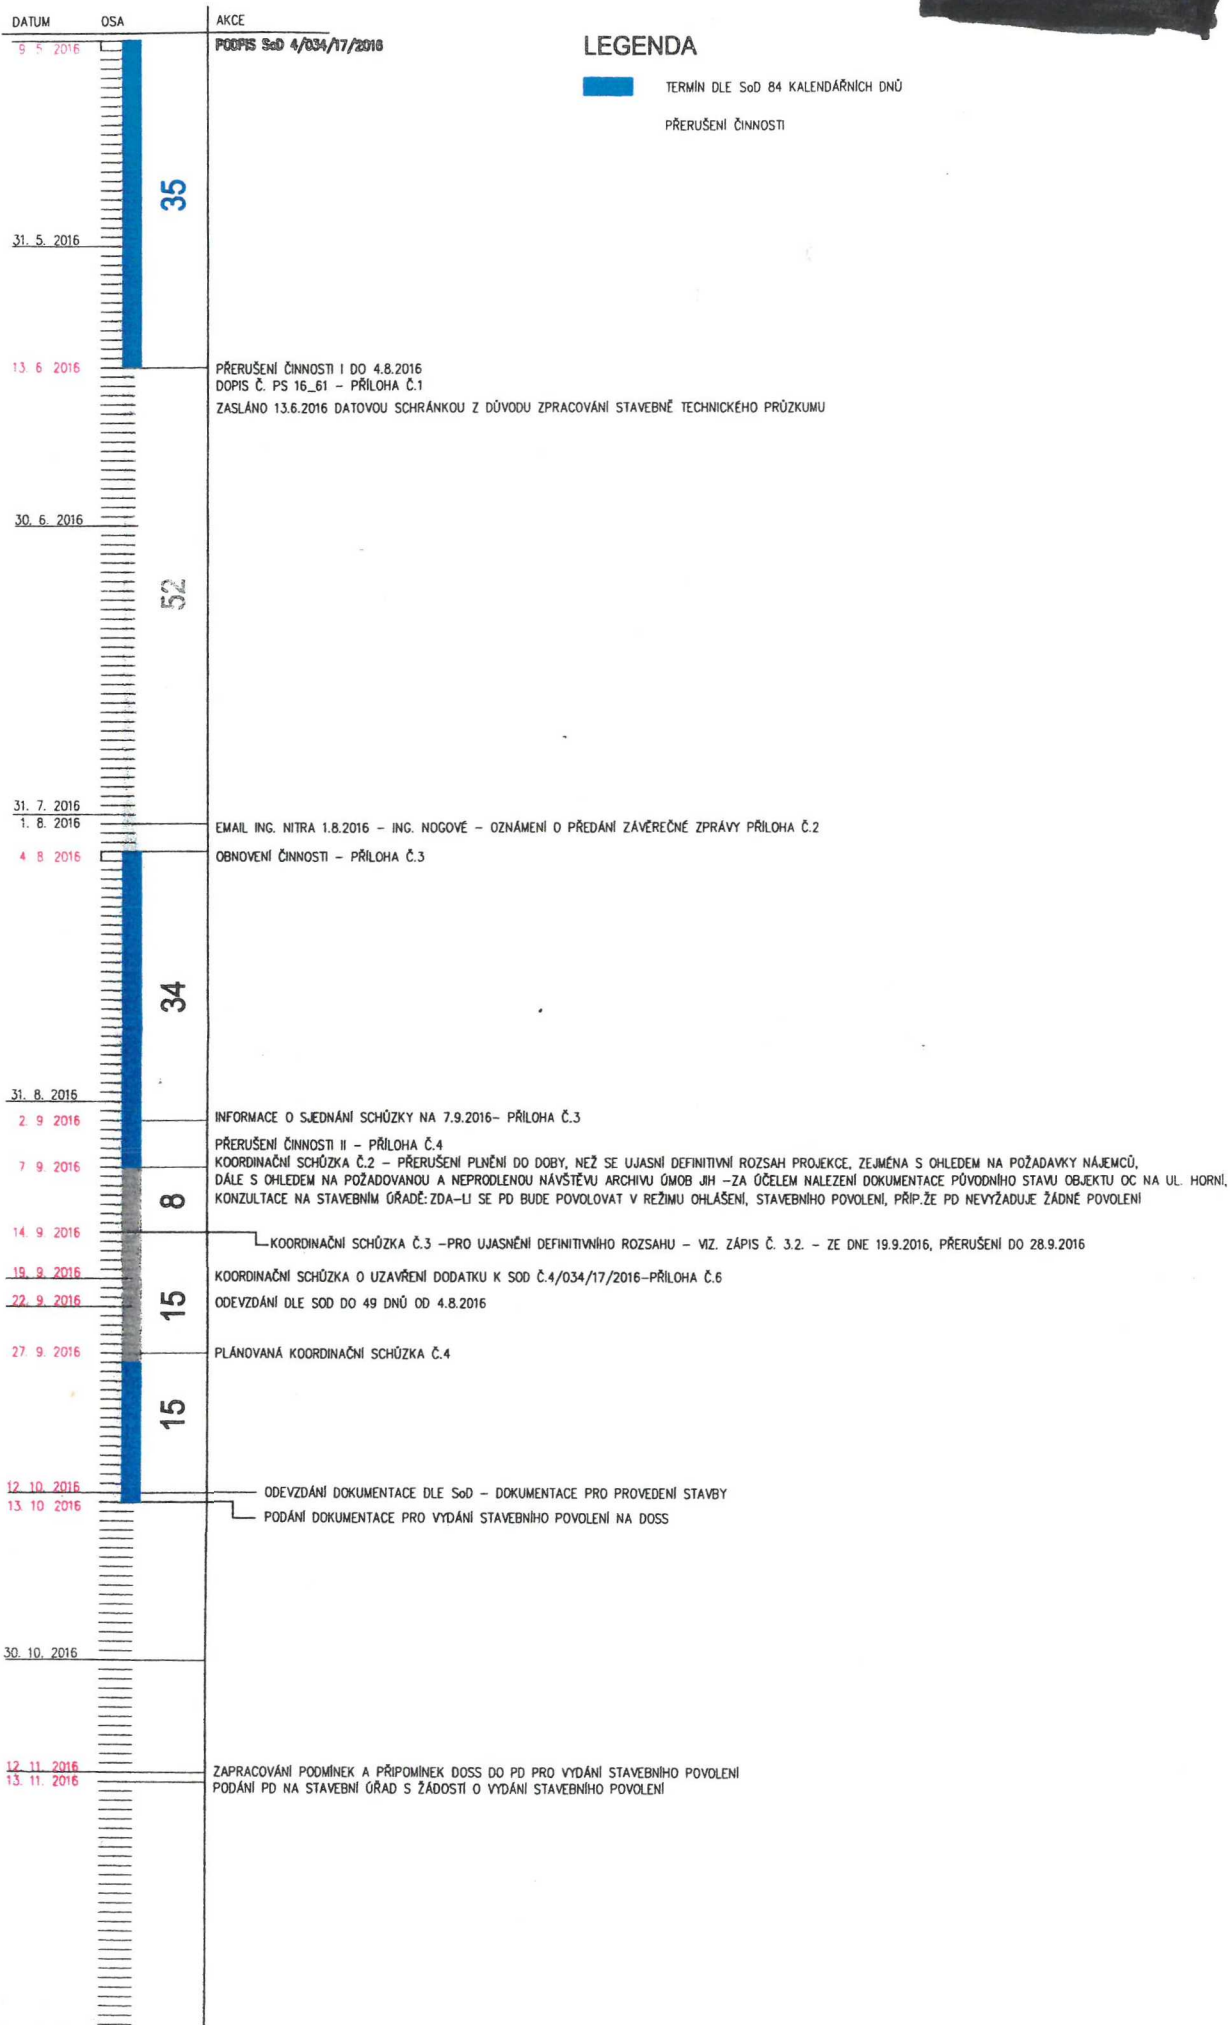 DATUM OSA AKCE
9 5 2016 PODPIS SoD 4/034/17/2016
LEGENDA
TERMÍN DLE SoD 84 KALENDÁŘNÍCH DNŮ
PŘERUŠENÍ ČINNOSTI
35
31. 5. 2016
13. 6 2016 PŘERUŠENÍ ČINNOSTI I DO 4.8.2016
DOPIS Č. PS 16_61 – PŘÍLOHA Č.1
ZASLÁNO 13.6.2016 DATOVOU SCHRÁNKOU Z DŮVODU ZPRACOVÁNÍ STAVEBNĚ TECHNICKÉHO PRŮZKUMU
30. 6. 2016
52
31. 7. 2016
1. 8. 2016 EMAIL ING. NITRA 1.8.2016 – ING. NOGOVÉ – OZNÁMENÍ O PŘEDÁNÍ ZÁVĚREČNÉ ZPRÁVY PŘÍLOHA Č.2
4 8 2016 OBNOVENÍ ČINNOSTI – PŘÍLOHA Č.3
34
31. 8. 2016
2. 9 2016 INFORMACE O SJEDNÁNÍ SCHŮZKY NA 7.9.2016– PŘÍLOHA Č.3
PŘERUŠENÍ ČINNOSTI II – PŘÍLOHA Č.4
7 9. 2016 KOORDINAČNÍ SCHŮZKA Č.2 – PŘERUŠENÍ PLNĚNÍ DO DOBY, NEŽ SE UJASNÍ DEFINITIVNÍ ROZSAH PROJEKCE, ZEJMÉNA S OHLEDEM NA POŽADAVKY NÁJEMCŮ,
DÁLE S OHLEDEM NA POŽADOVANOU A NEPRODLENOU NÁVŠTĚVU ARCHIVU ÚMOB JIH –ZA ÚČELEM NALEZENÍ DOKUMENTACE PŮVODNÍHO STAVU OBJEKTU OC NA UL. HORNÍ,
KONZULTACE NA STAVEBNÍM ÚŘADĚ: ZDA–LI SE PD BUDE POVOLOVAT V REŽIMU OHLÁŠENÍ, STAVEBNÍHO POVOLENÍ, PŘÍP.ŽE PD NEVYŽADUJE ŽÁDNÉ POVOLENÍ
8
14. 9. 2016 KOORDINAČNÍ SCHŮZKA Č.3 –PRO UJASNĚNÍ DEFINITIVNÍHO ROZSAHU – VIZ. ZÁPIS Č. 3.2. – ZE DNE 19.9.2016, PŘERUŠENÍ DO 28.9.2016
19. 9. 2016 KOORDINAČNÍ SCHŮZKA O UZAVŘENÍ DODATKU K SOD Č.4/034/17/2016–PŘÍLOHA Č.6
15
22. 9. 2016 ODEVZDÁNÍ DLE SOD DO 49 DNŮ OD 4.8.2016
27 9. 2016 PLÁNOVANÁ KOORDINAČNÍ SCHŮZKA Č.4
15
12. 10. 2016 ODEVZDÁNÍ DOKUMENTACE DLE SoD – DOKUMENTACE PRO PROVEDENÍ STAVBY
13. 10 2016 PODÁNÍ DOKUMENTACE PRO VYDÁNÍ STAVEBNÍHO POVOLENÍ NA DOSS
30. 10. 2016
12. 11. 2016 ZAPRACOVÁNÍ PODMÍNEK A PŘIPOMÍNEK DOSS DO PD PRO VYDÁNÍ STAVEBNÍHO POVOLENÍ
13. 11. 2016 PODÁNÍ PD NA STAVEBNÍ ÚŘAD S ŽÁDOSTÍ O VYDÁNÍ STAVEBNÍHO POVOLENÍ